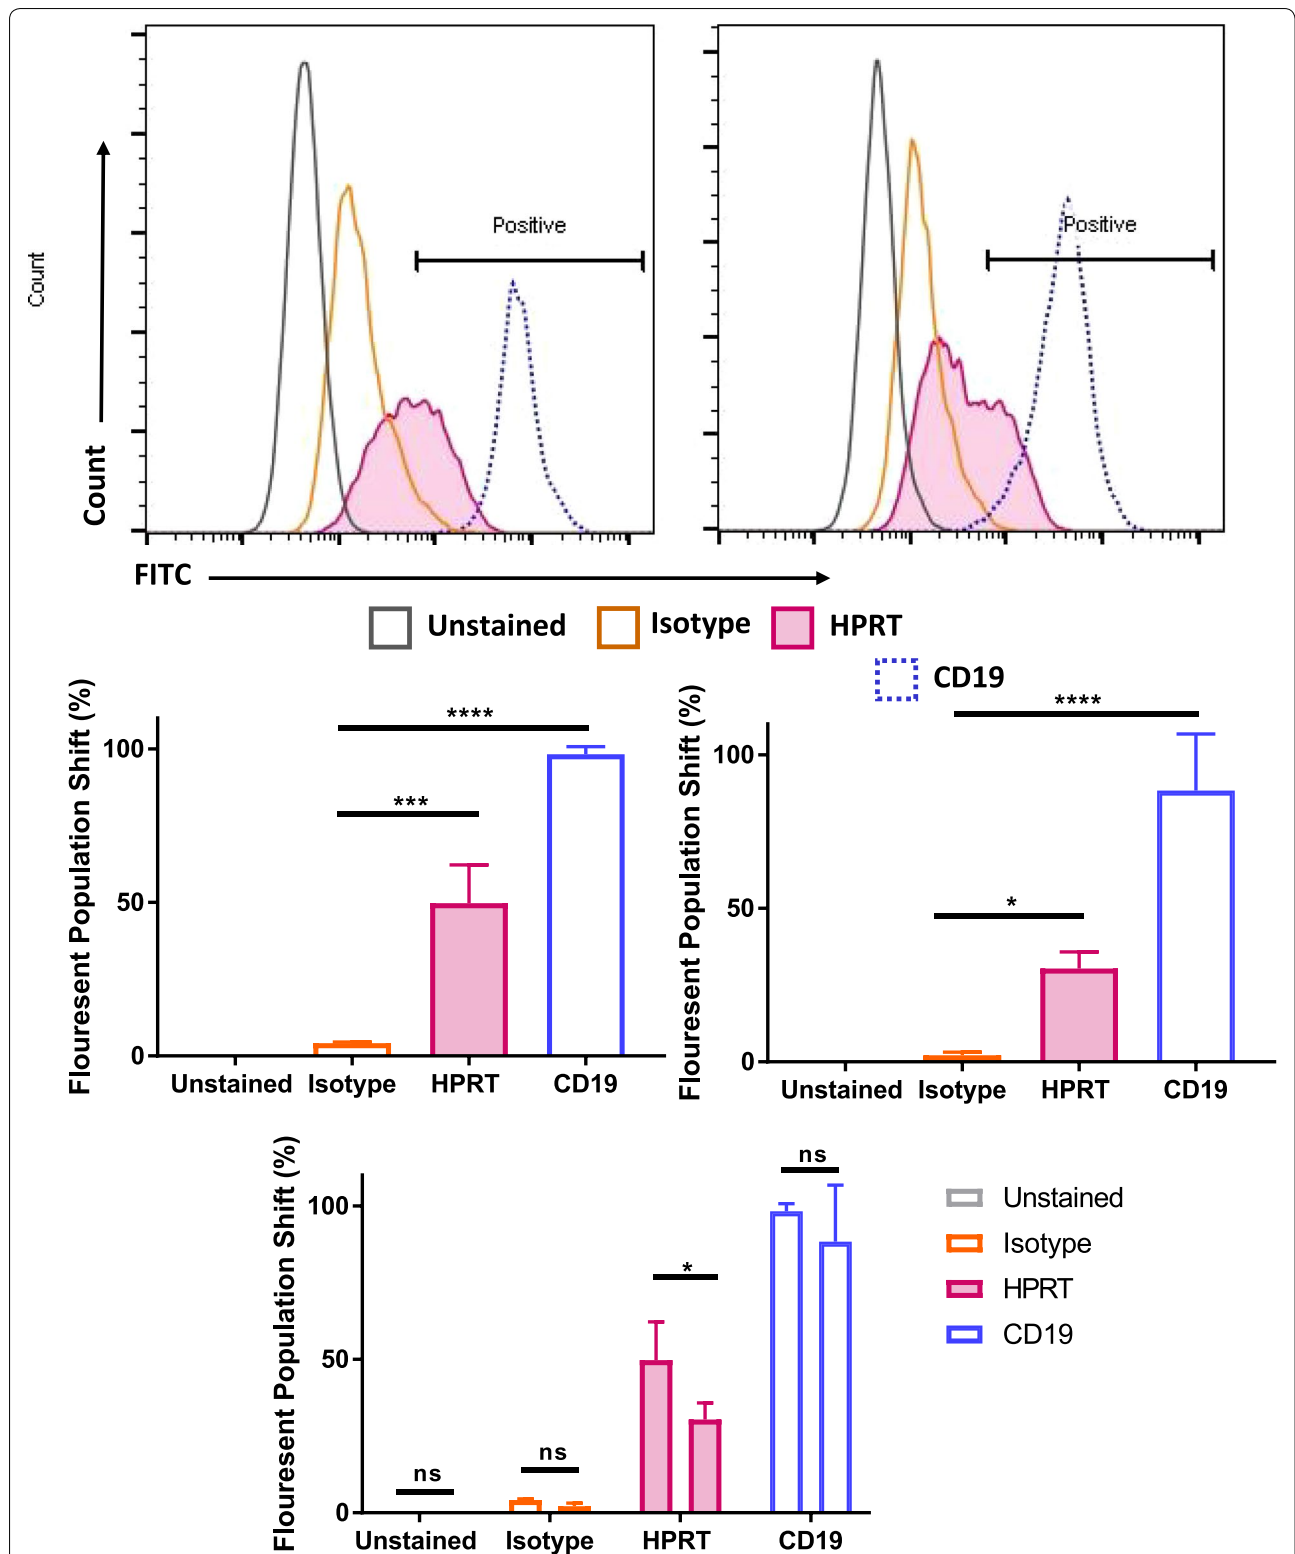 Positive
Positive
Count
Count
FITC
Unstained
Isotype
HPRT
CD19
Flouresent Population Shift (%)
100
50
0
***
****
Unstained
Isotype
HPRT
CD19
Flouresent Population Shift (%)
100
50
0
*
****
Unstained
Isotype
HPRT
CD19
Flouresent Population Shift (%)
100
50
0
ns
ns
*
ns
Unstained
Isotype
HPRT
CD19
Unstained
Isotype
HPRT
CD19